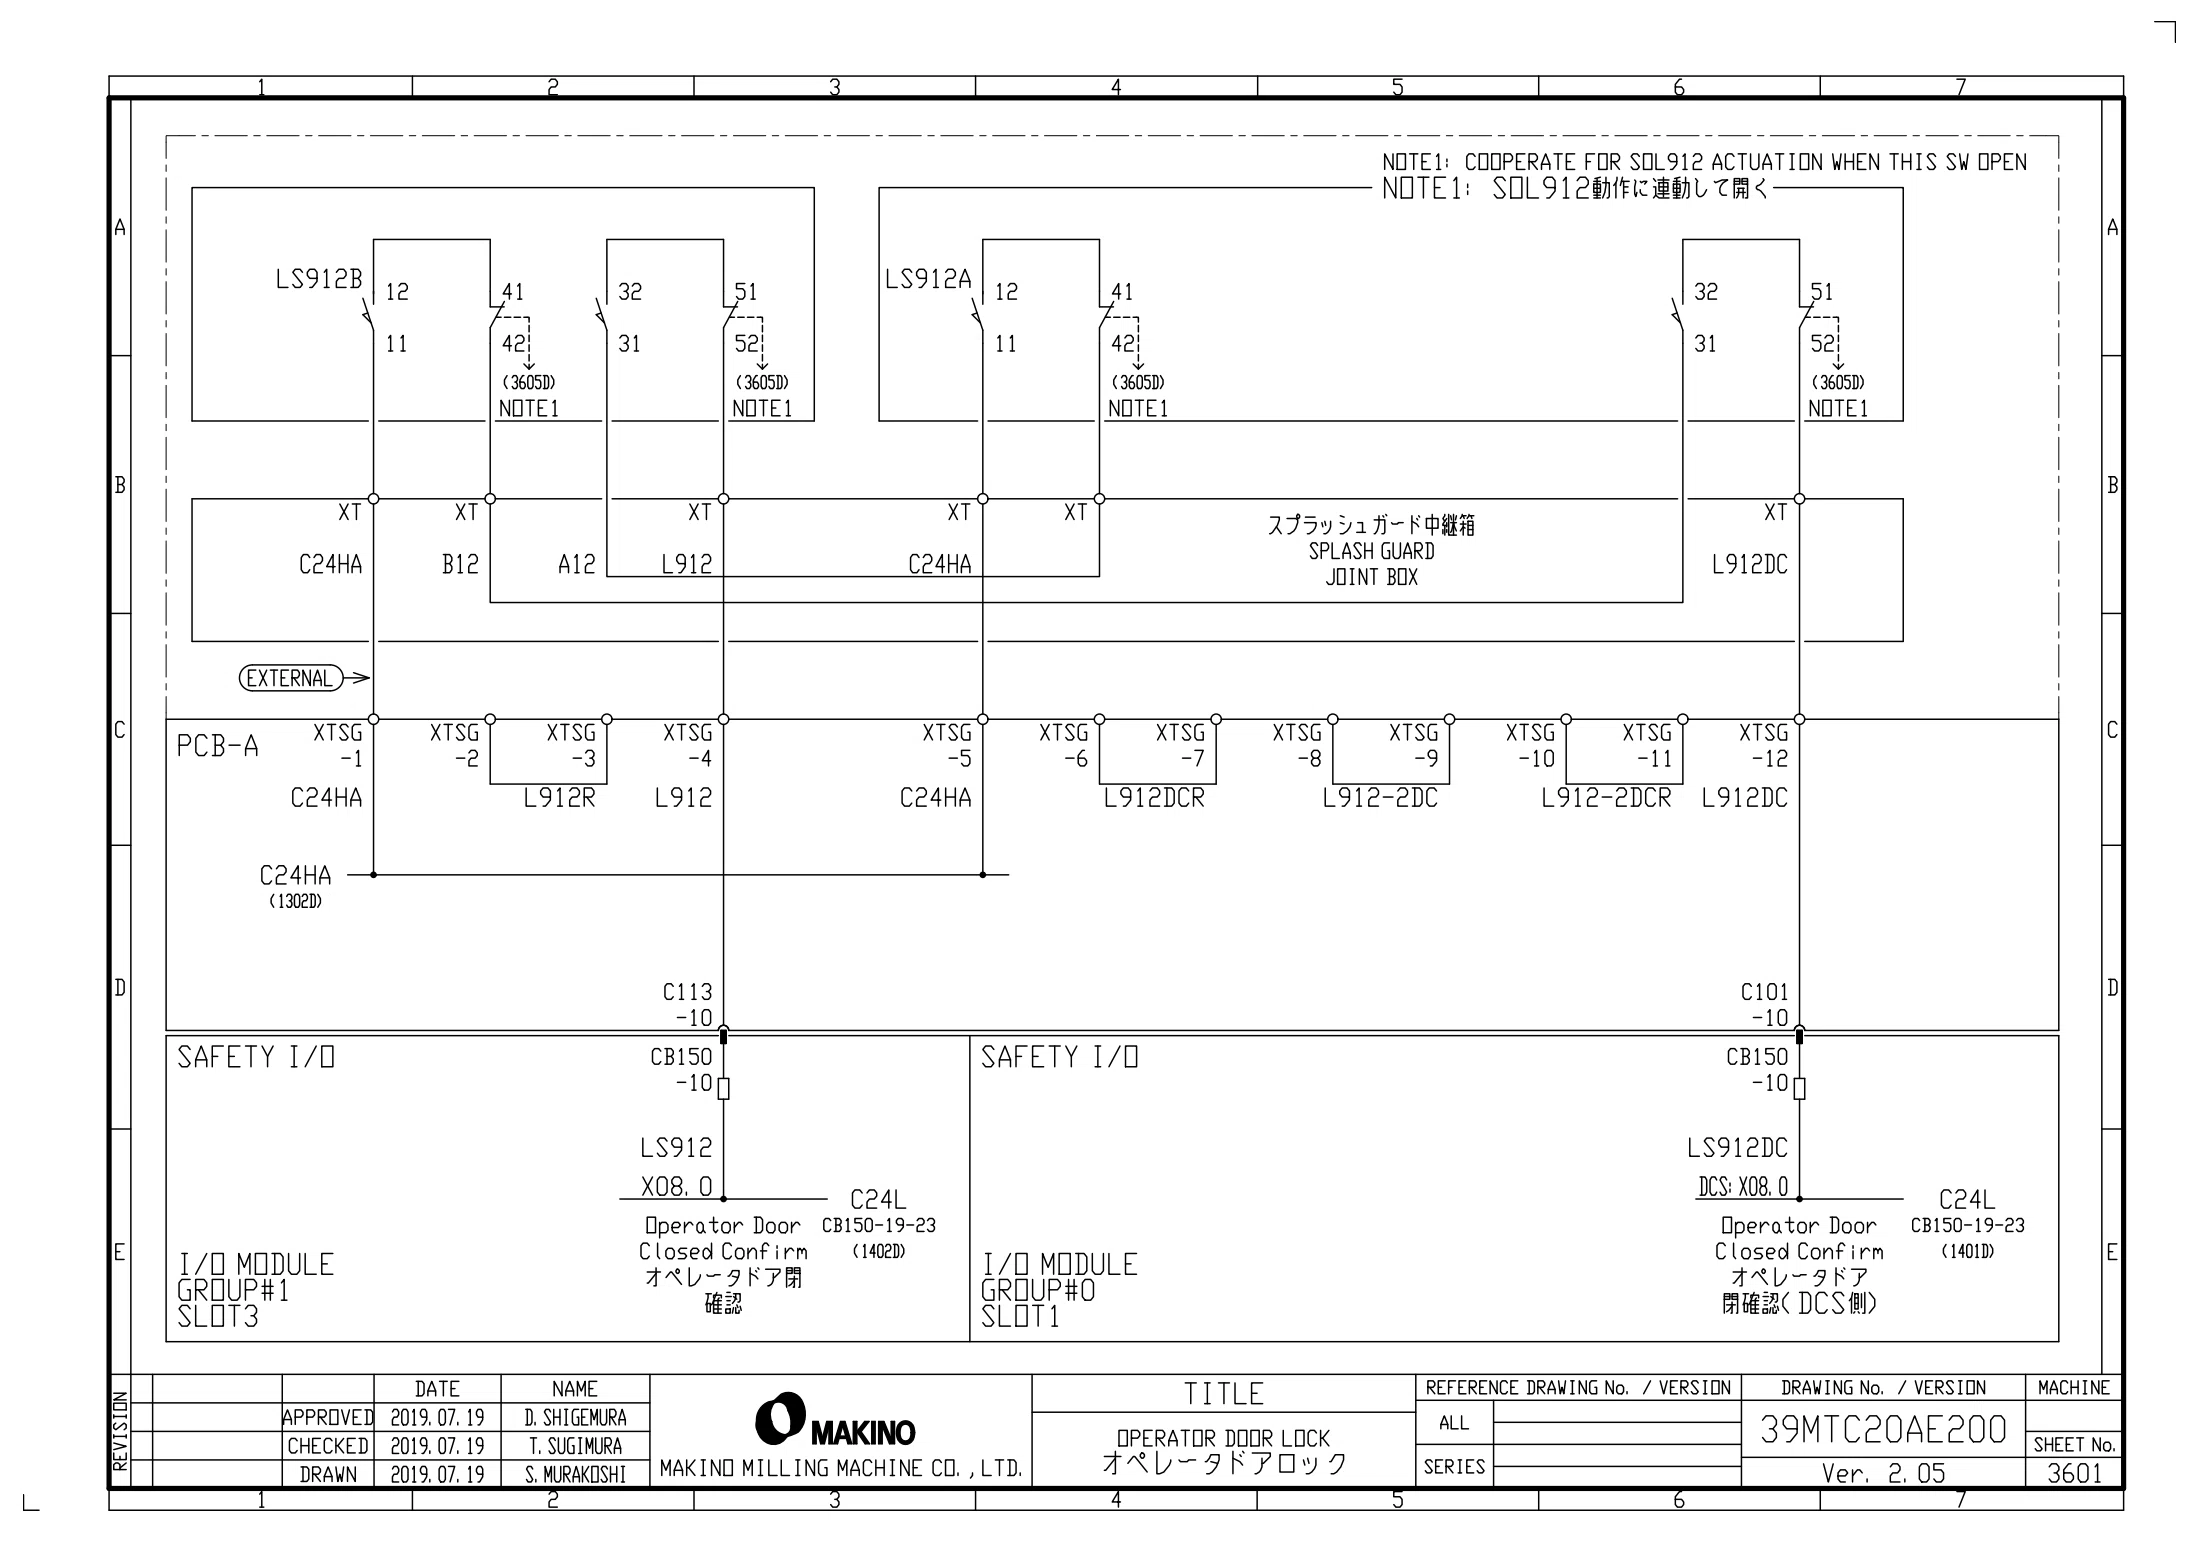 1 2 3 4 5 6 7
NOTE1: COOPERATE FOR SOL912 ACTUATION WHEN THIS SW OPEN
NOTE1: SOL912動作に連動して開く
A A
LS912B 12 41 32 51 LS912A 12 41 32 51
11 42 31 52 11 42 31 52
(3605D) (3605D) (3605D) (3605D)
NOTE1 NOTE1 NOTE1 NOTE1
B B
XT XT XT XT XT XT
スプラッシュガード中継箱
SPLASH GUARD
JOINT BOX
C24HA B12 A12 L912 C24HA L912DC
EXTERNAL
C C
PCB-A
XTSG XTSG XTSG XTSG XTSG XTSG XTSG XTSG XTSG XTSG XTSG XTSG
-1 -2 -3 -4 -5 -6 -7 -8 -9 -10 -11 -12
C24HA L912R L912 C24HA L912DCR L912-2DC L912-2DCR L912DC
C24HA
(1302D)
D D
C113 C101
-10 -10
SAFETY I/O CB150 SAFETY I/O CB150
-10 -10
LS912 LS912DC
X08.0 DCS:X08.0
C24L C24L
Operator Door CB150-19-23 Operator Door CB150-19-23
Closed Confirm (1402D) Closed Confirm (1401D)
オペレータドア閉 オペレータドア
確認 閉確認(DCS側)
E E
I/O MODULE I/O MODULE
GROUP#1 GROUP#0
SLOT3 SLOT1
REVISION
DATE NAME
APPROVED 2019.07.19 D. SHIGEMURA
CHECKED 2019.07.19 T. SUGIMURA
DRAWN 2019.07.19 S. MURAKOSHI
MAKINO
MAKINO MILLING MACHINE CO.,LTD.
TITLE
OPERATOR DOOR LOCK
オペレータドアロック
REFERENCE DRAWING No. / VERSION
ALL
SERIES
DRAWING No. / VERSION
39MTC20AE200
Ver. 2.05
MACHINE
SHEET No.
3601
1 2 3 4 5 6 7